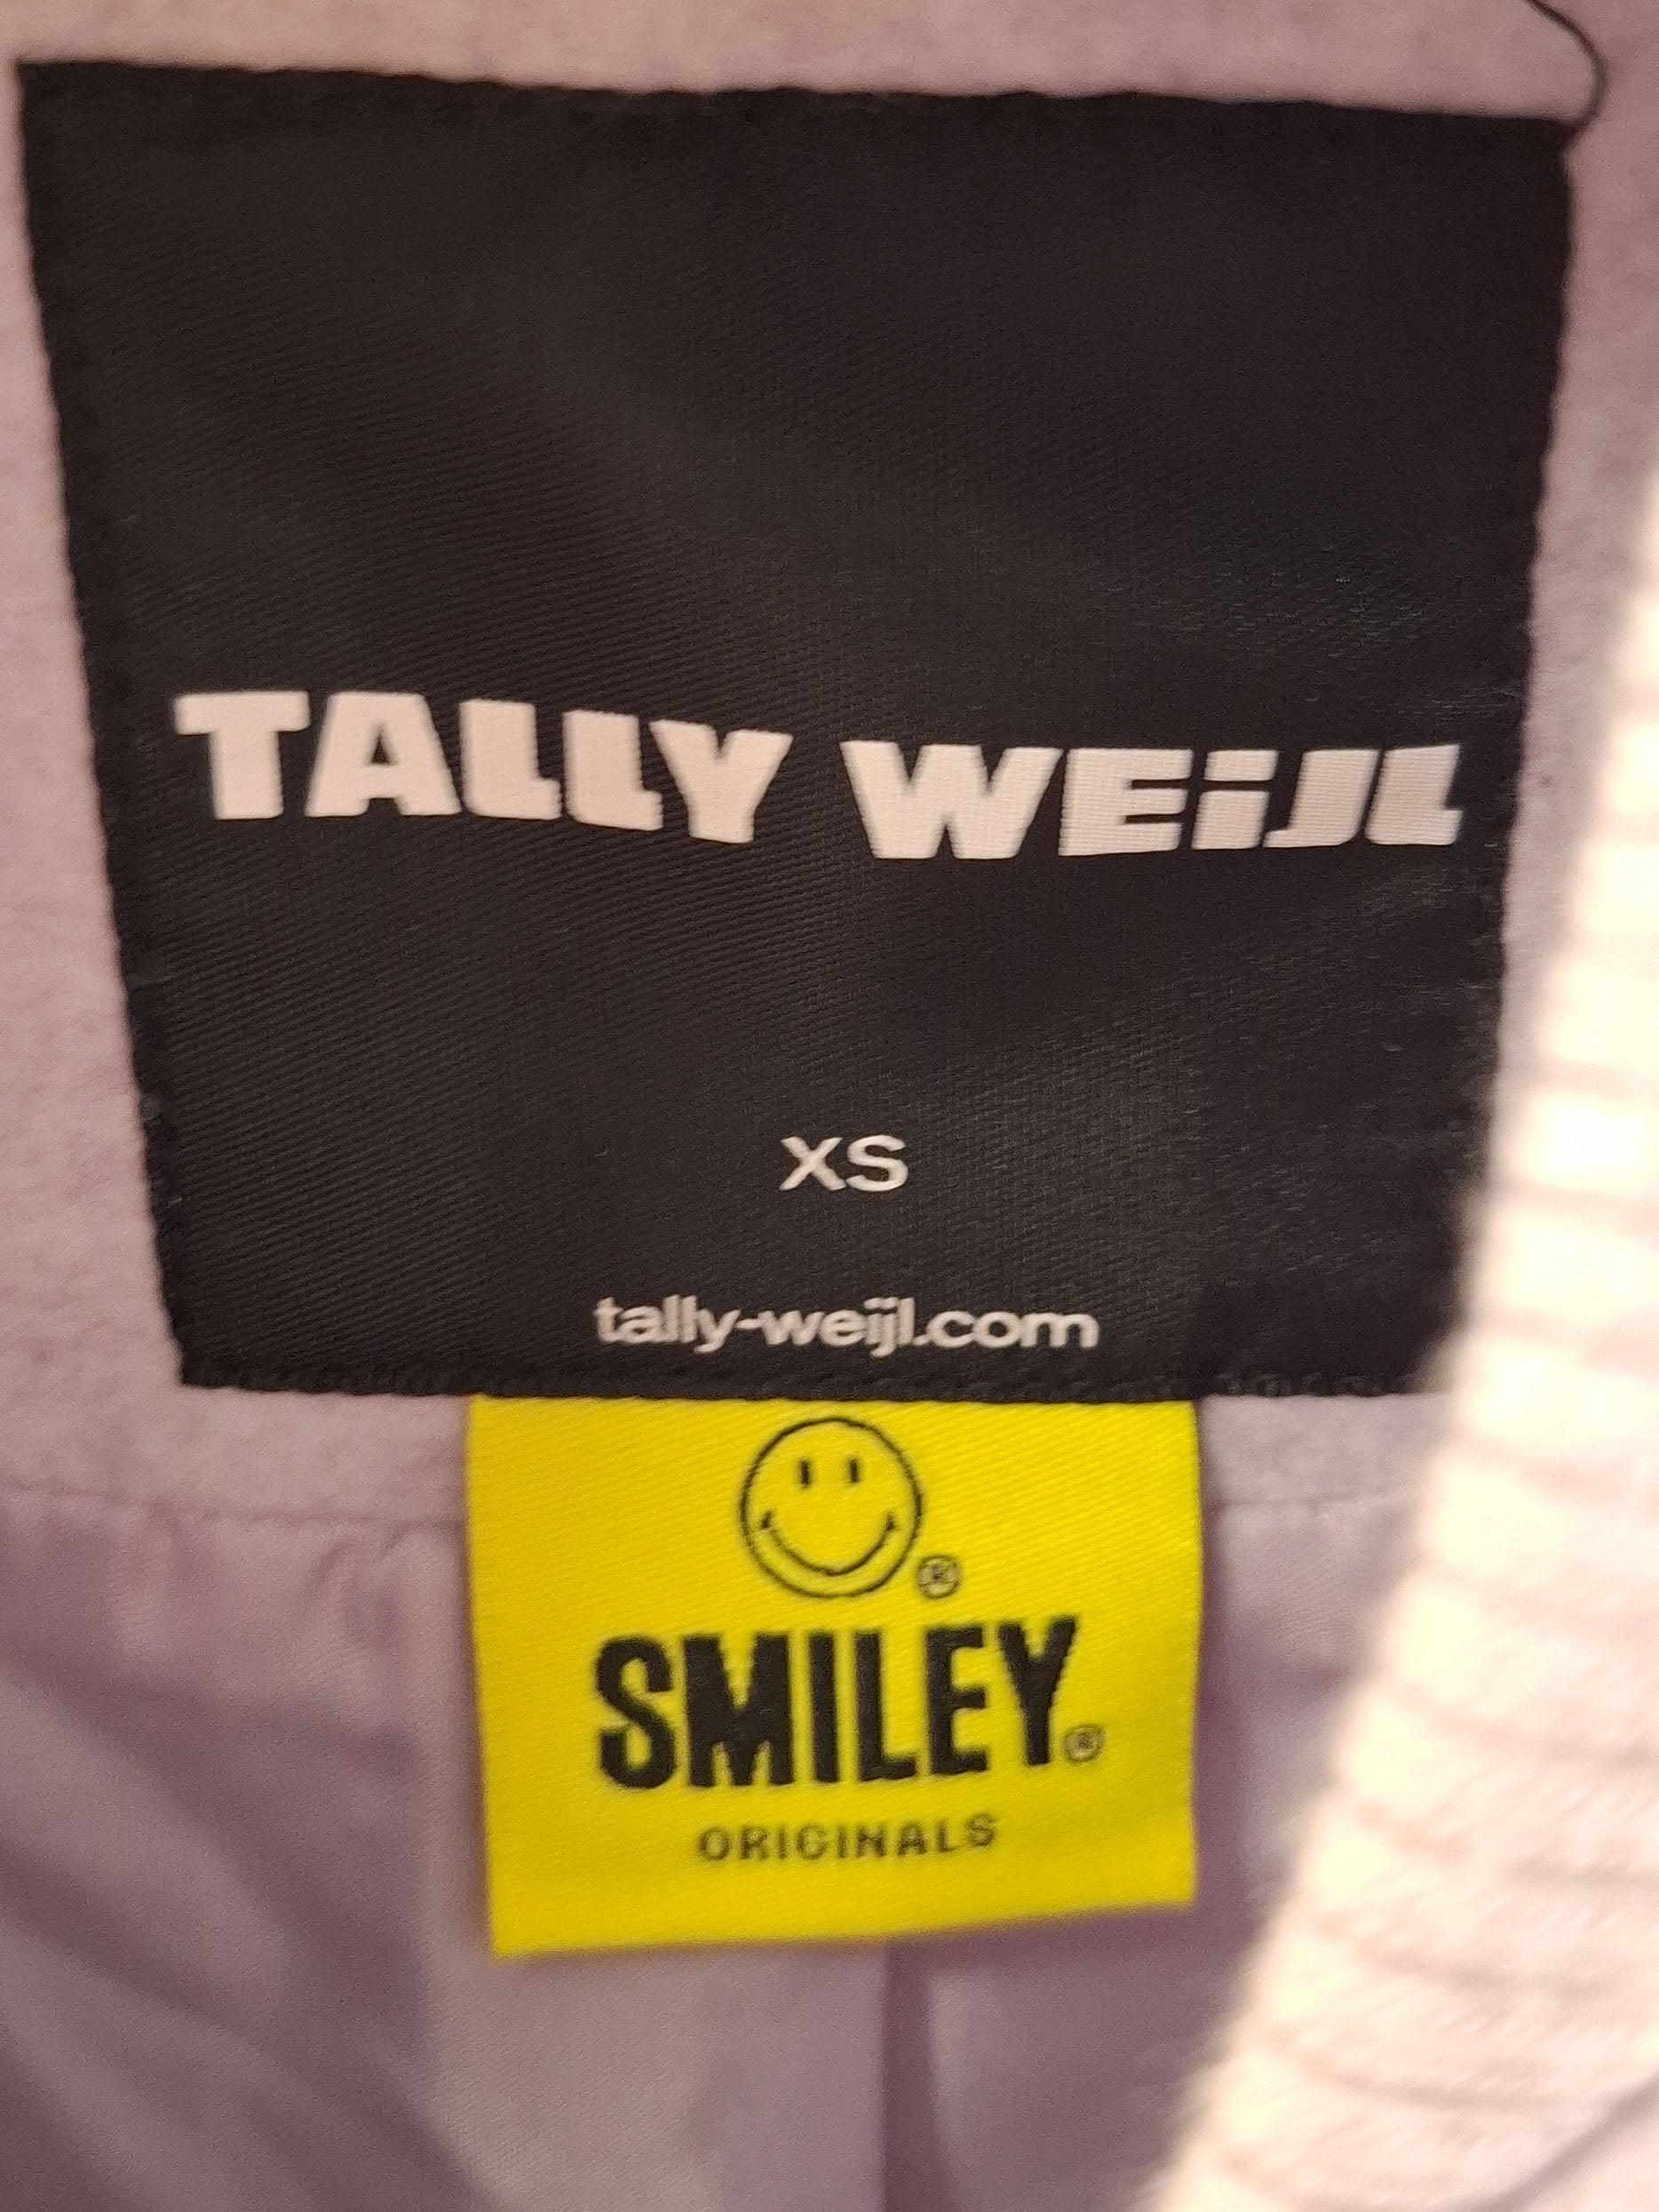 TALLY WEiJL
XS
tally-weijl.com
®
SMILEY®
ORIGINALS